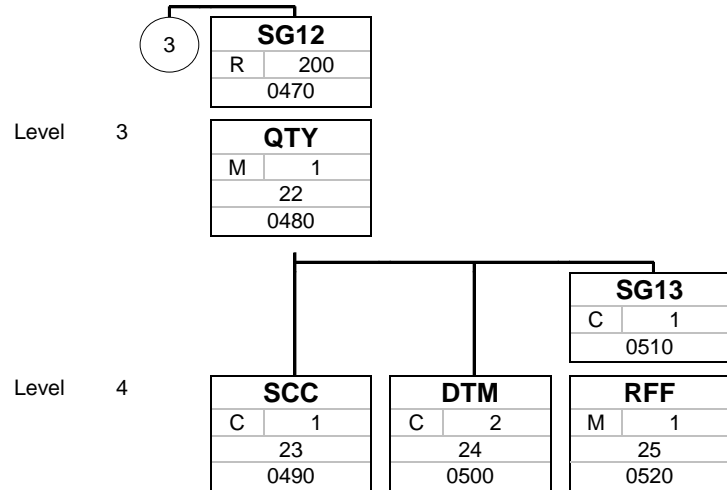 3
SG12
R 200
0470
Level 3
QTY
M 1
22
0480
SG13
C 1
0510
Level 4
SCC
C 1
23
0490
DTM
C 2
24
0500
RFF
M 1
25
0520